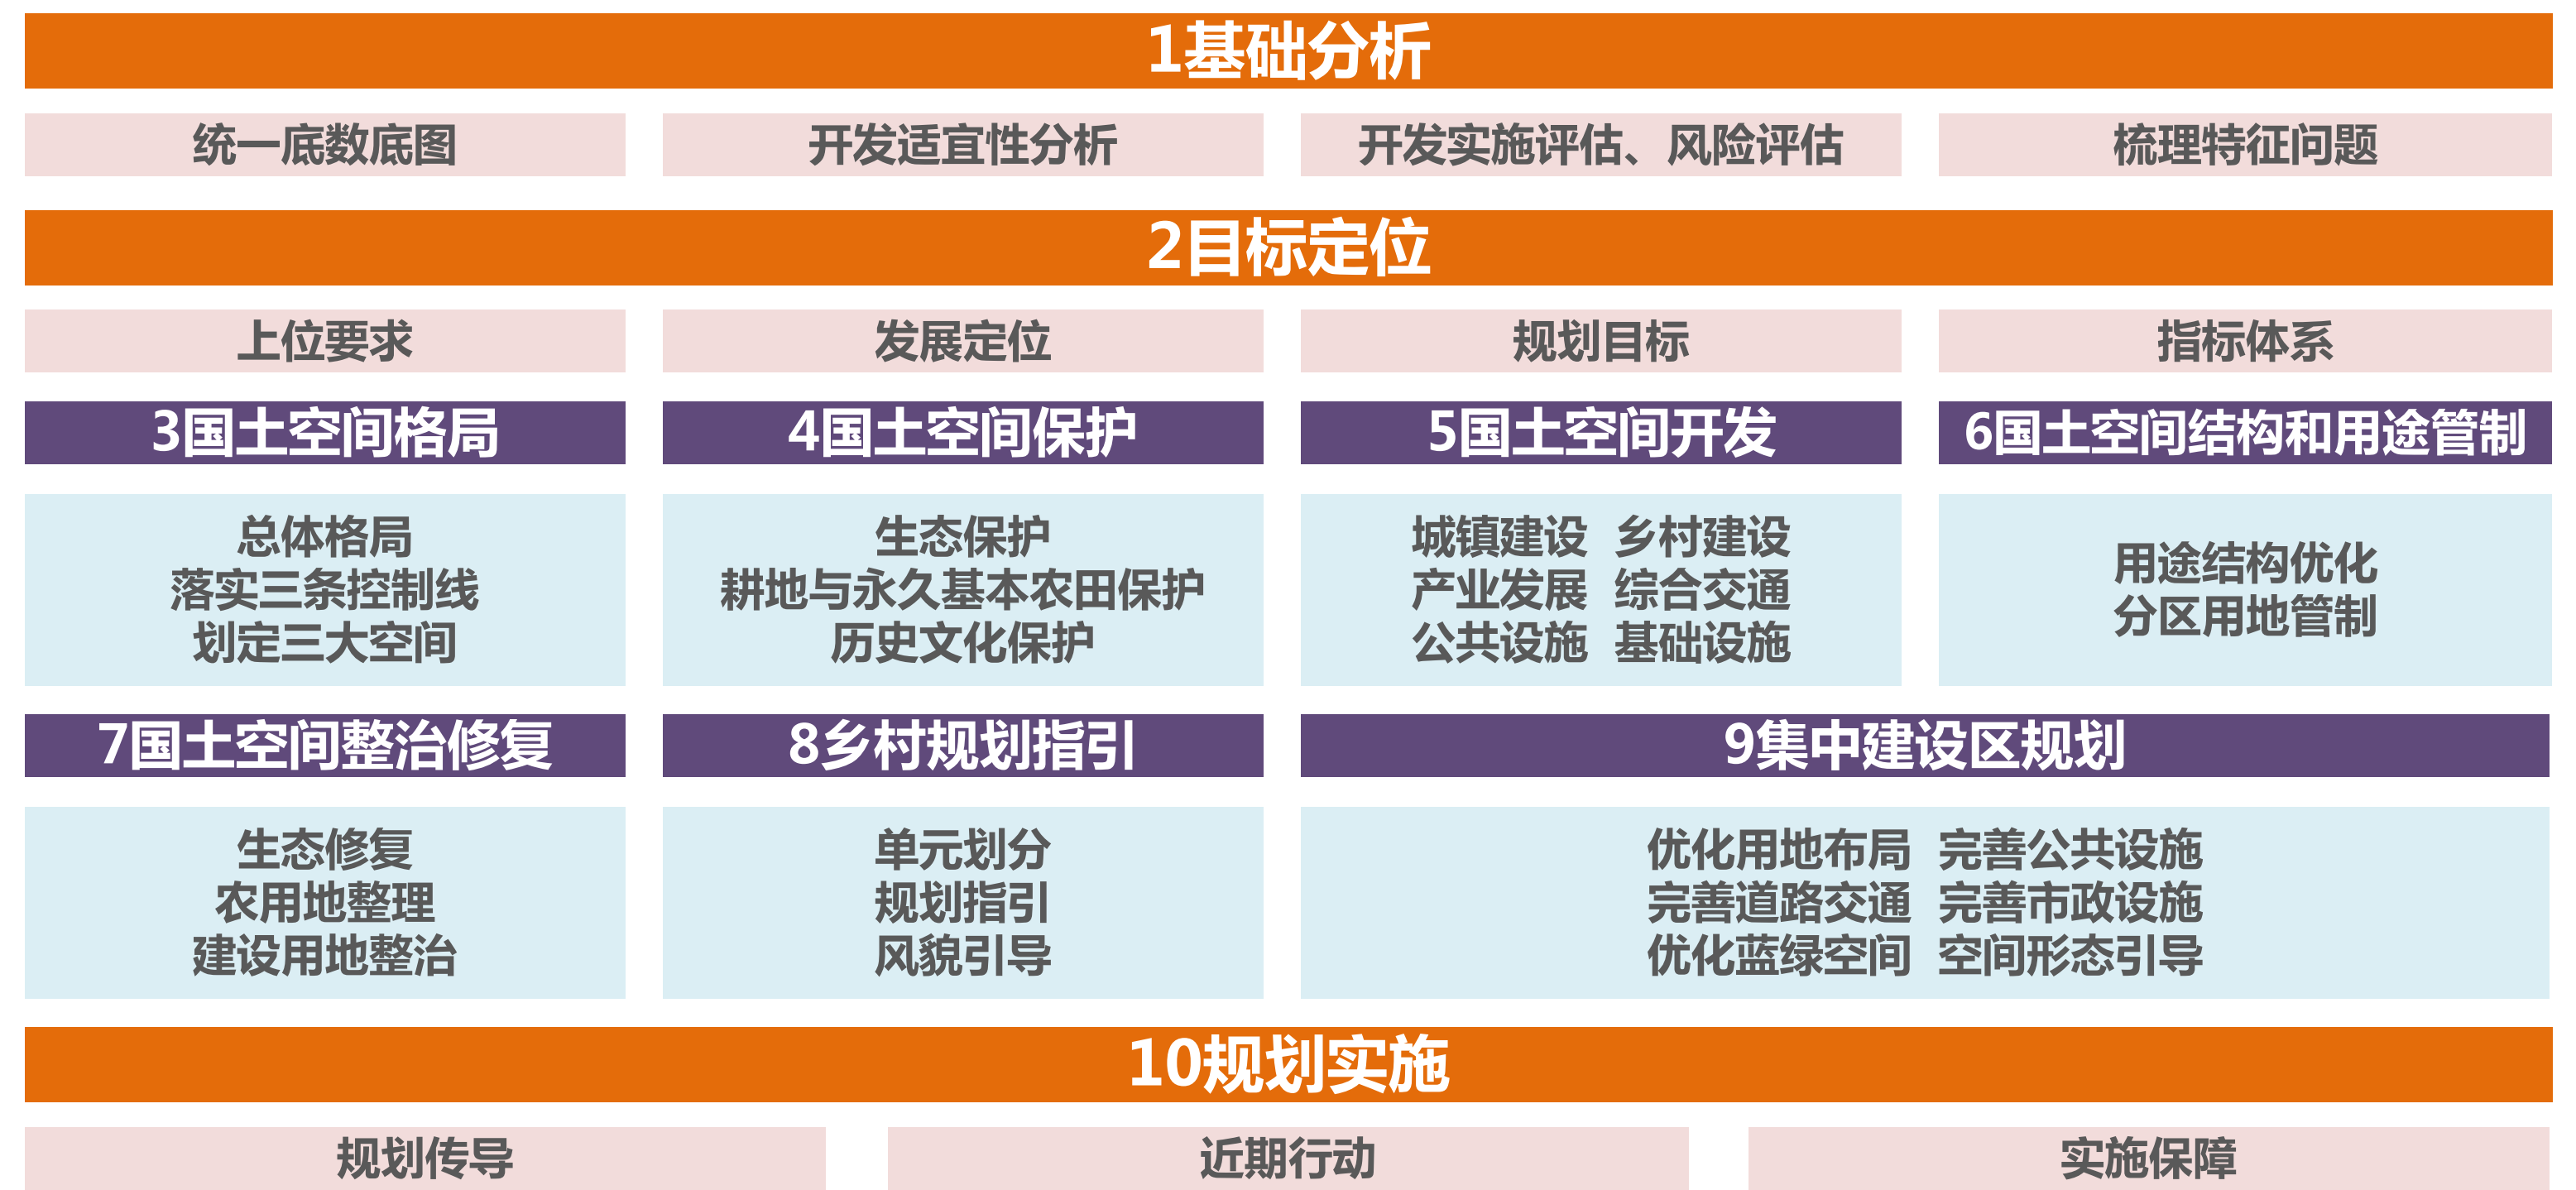 1基础分析
统一底数底图
开发适宜性分析
开发实施评估、风险评估
梳理特征问题
2目标定位
上位要求
发展定位
规划目标
指标体系
3国土空间格局
4国土空间保护
5国土空间开发
6国土空间结构和用途管制
总体格局
落实三条控制线
划定三大空间
生态保护
耕地与永久基本农田保护
历史文化保护
城镇建设 乡村建设
产业发展 综合交通
公共设施 基础设施
用途结构优化
分区用地管制
7国土空间整治修复
8乡村规划指引
9集中建设区规划
生态修复
农用地整理
建设用地整治
单元划分
规划指引
风貌引导
优化用地布局 完善公共设施
完善道路交通 完善市政设施
优化蓝绿空间 空间形态引导
10规划实施
规划传导
近期行动
实施保障